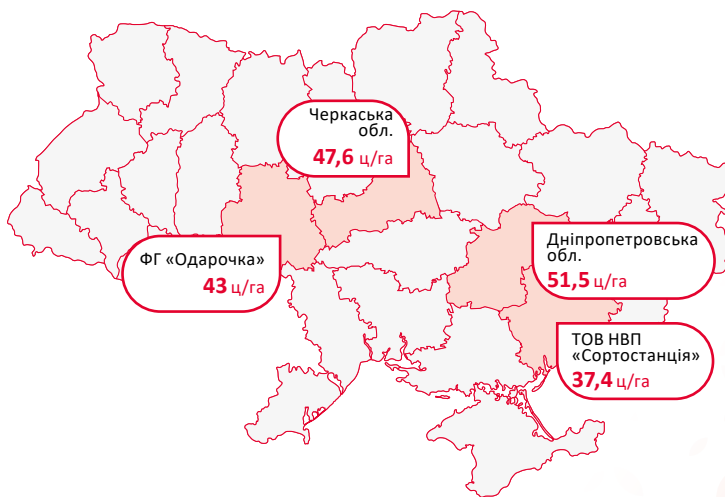 Черкаська
обл.
47,6 ц/га
ФГ «Одарочка»
43 ц/га
Дніпропетровська
обл.
51,5 ц/га
ТОВ НВП
«Сортостанція»
37,4 ц/га